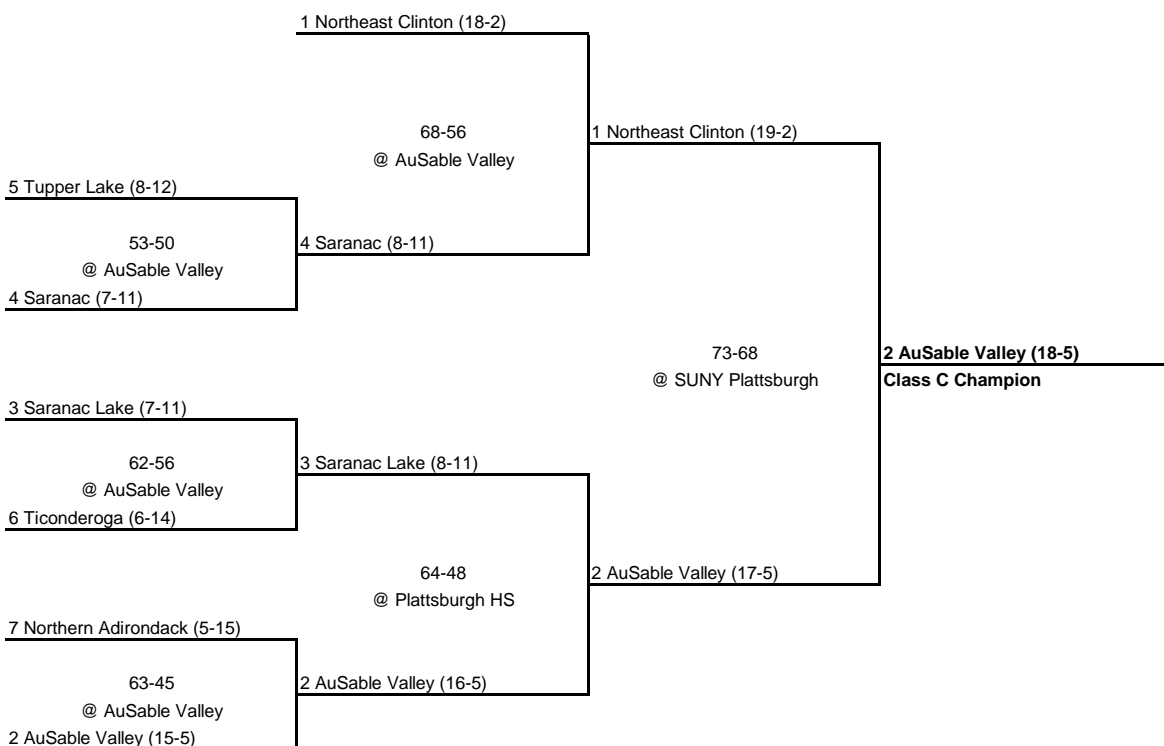 1 Northeast Clinton (18-2)
68-56
@ AuSable Valley
1 Northeast Clinton (19-2)
5 Tupper Lake (8-12)
53-50
@ AuSable Valley
4 Saranac (8-11)
4 Saranac (7-11)
73-68
@ SUNY Plattsburgh
2 AuSable Valley (18-5)
Class C Champion
3 Saranac Lake (7-11)
62-56
@ AuSable Valley
3 Saranac Lake (8-11)
6 Ticonderoga (6-14)
64-48
@ Plattsburgh HS
2 AuSable Valley (17-5)
7 Northern Adirondack (5-15)
63-45
@ AuSable Valley
2 AuSable Valley (16-5)
2 AuSable Valley (15-5)